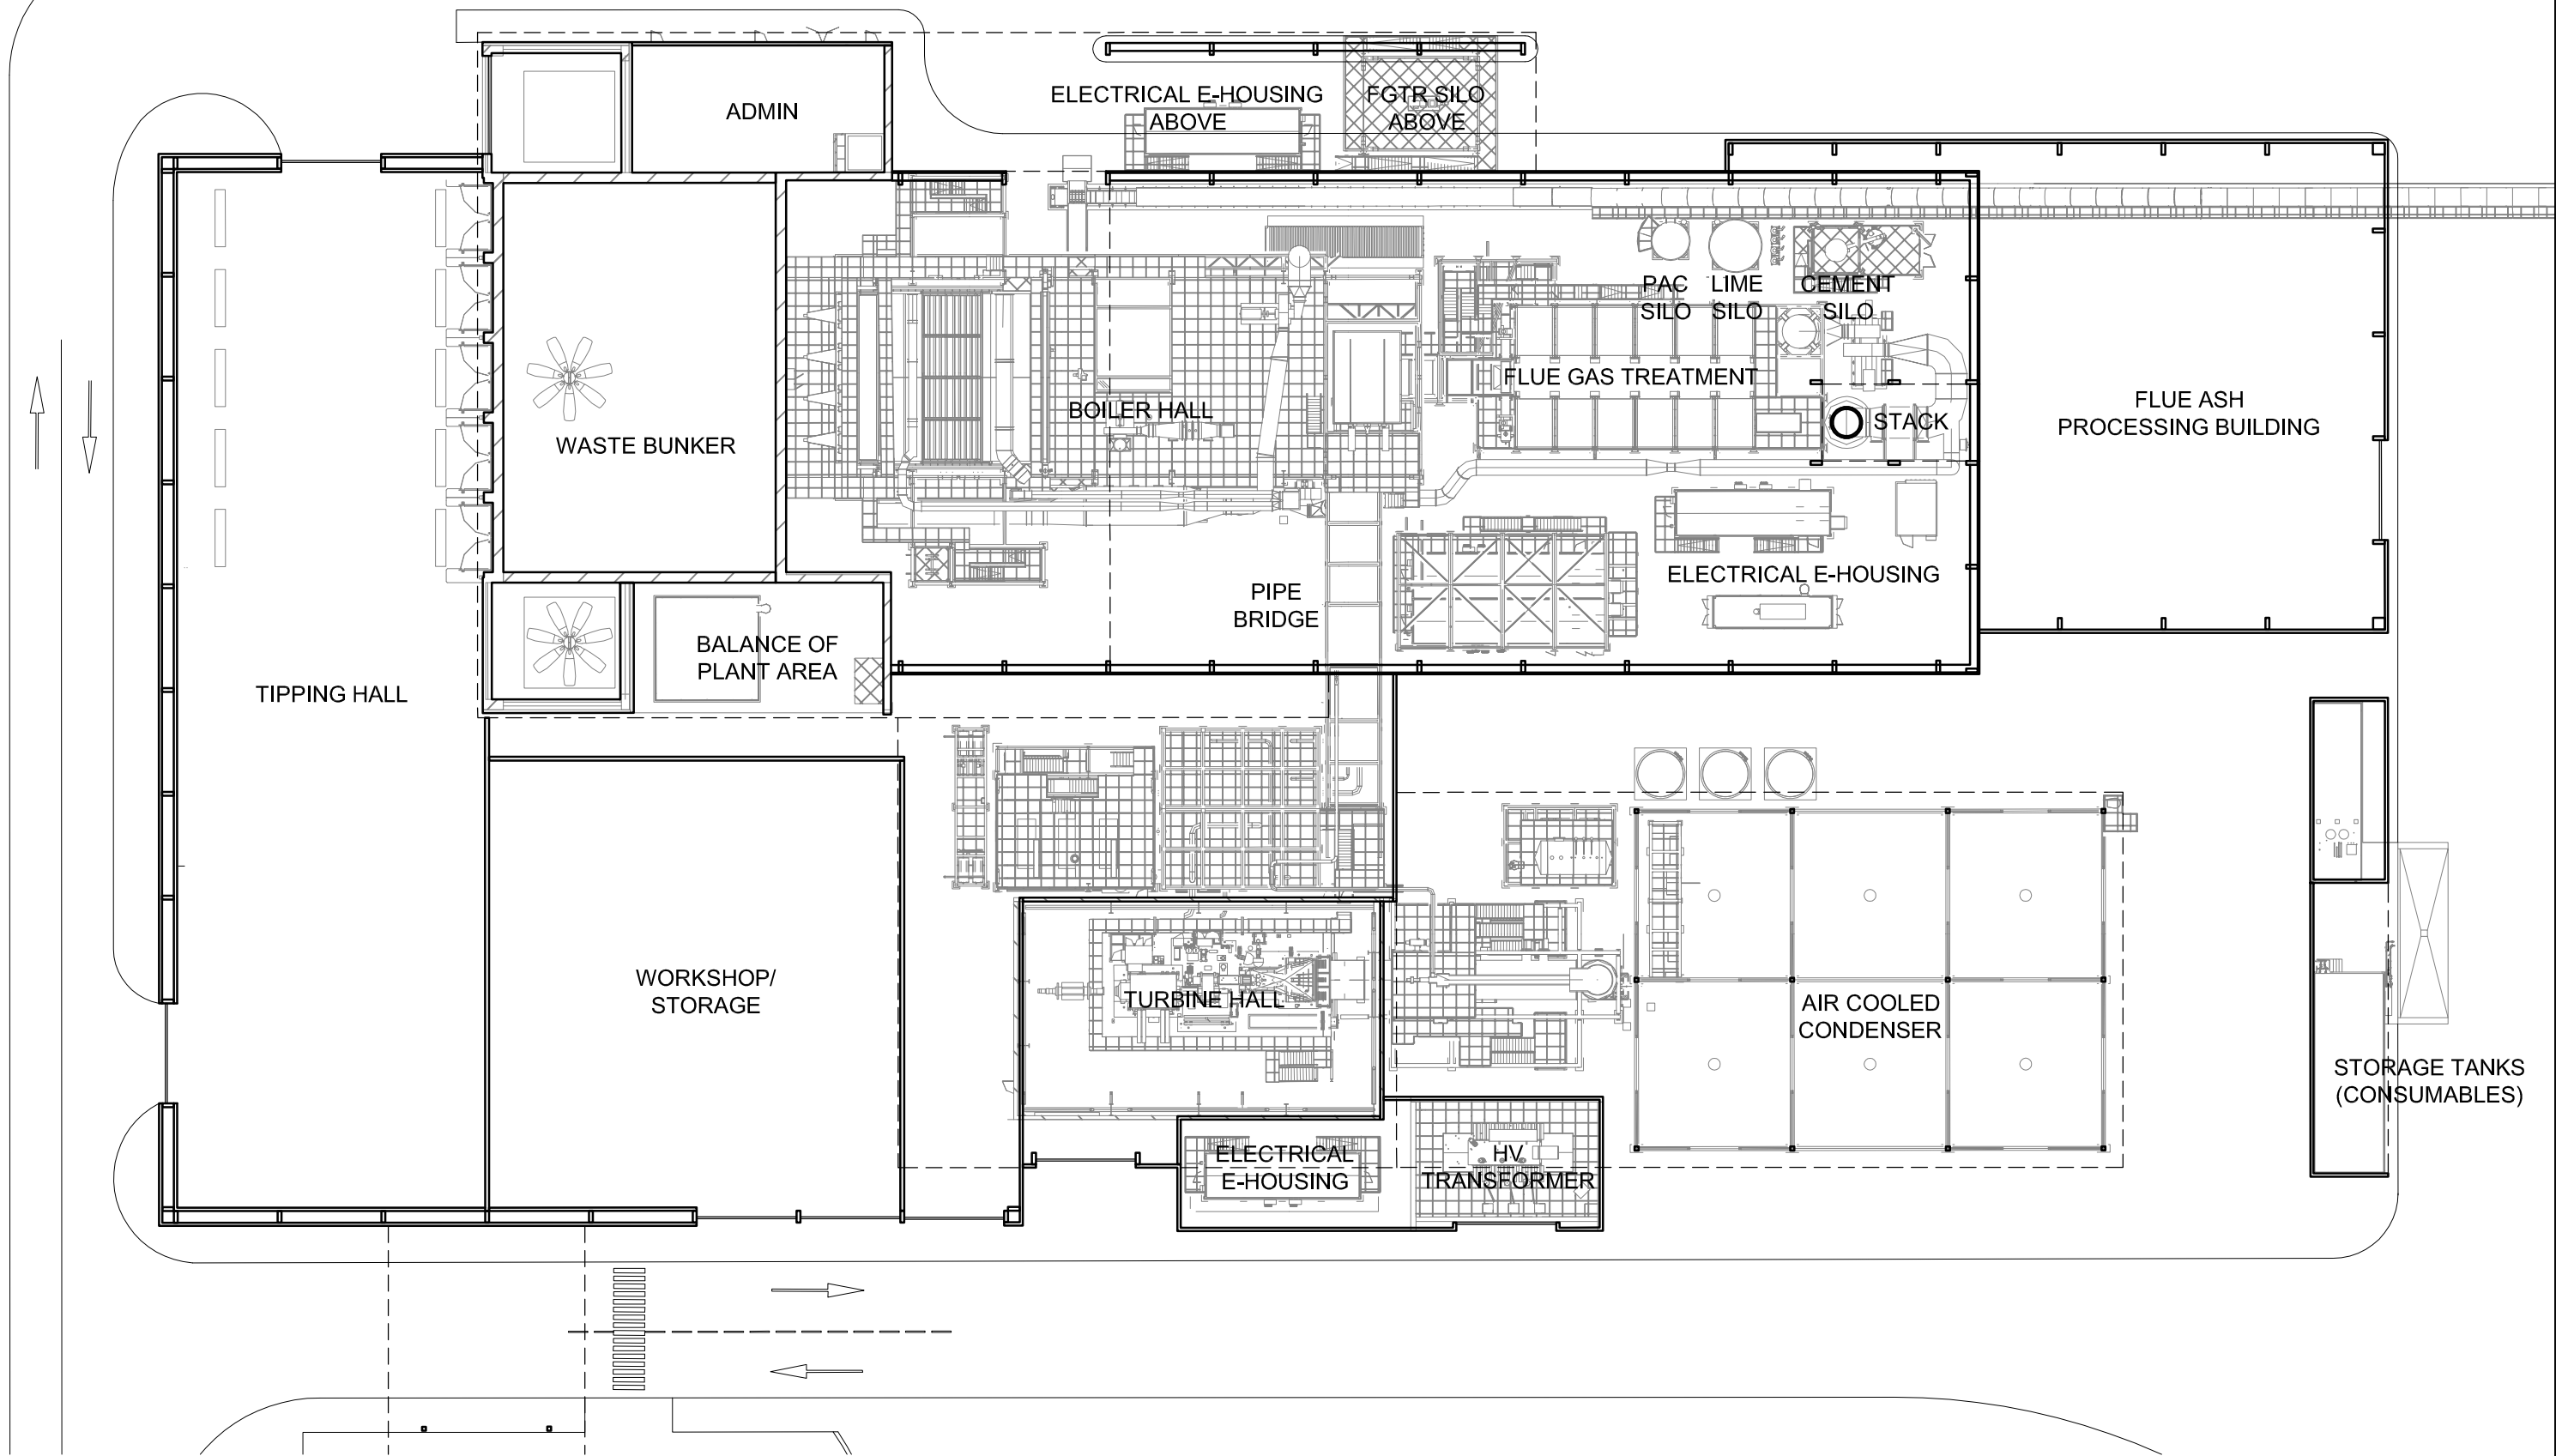 ADMIN
ELECTRICAL E-HOUSING
ABOVE
FGTR SILO
ABOVE
PAC
SILO
LIME
SILO
CEMENT
SILO
FLUE GAS TREATMENT
BOILER HALL
STACK
FLUE ASH
PROCESSING BUILDING
WASTE BUNKER
ELECTRICAL E-HOUSING
PIPE
BRIDGE
BALANCE OF
PLANT AREA
TIPPING HALL
WORKSHOP/
STORAGE
TURBINE HALL
AIR COOLED
CONDENSER
STORAGE TANKS
(CONSUMABLES)
ELECTRICAL
E-HOUSING
HV
TRANSFORMER